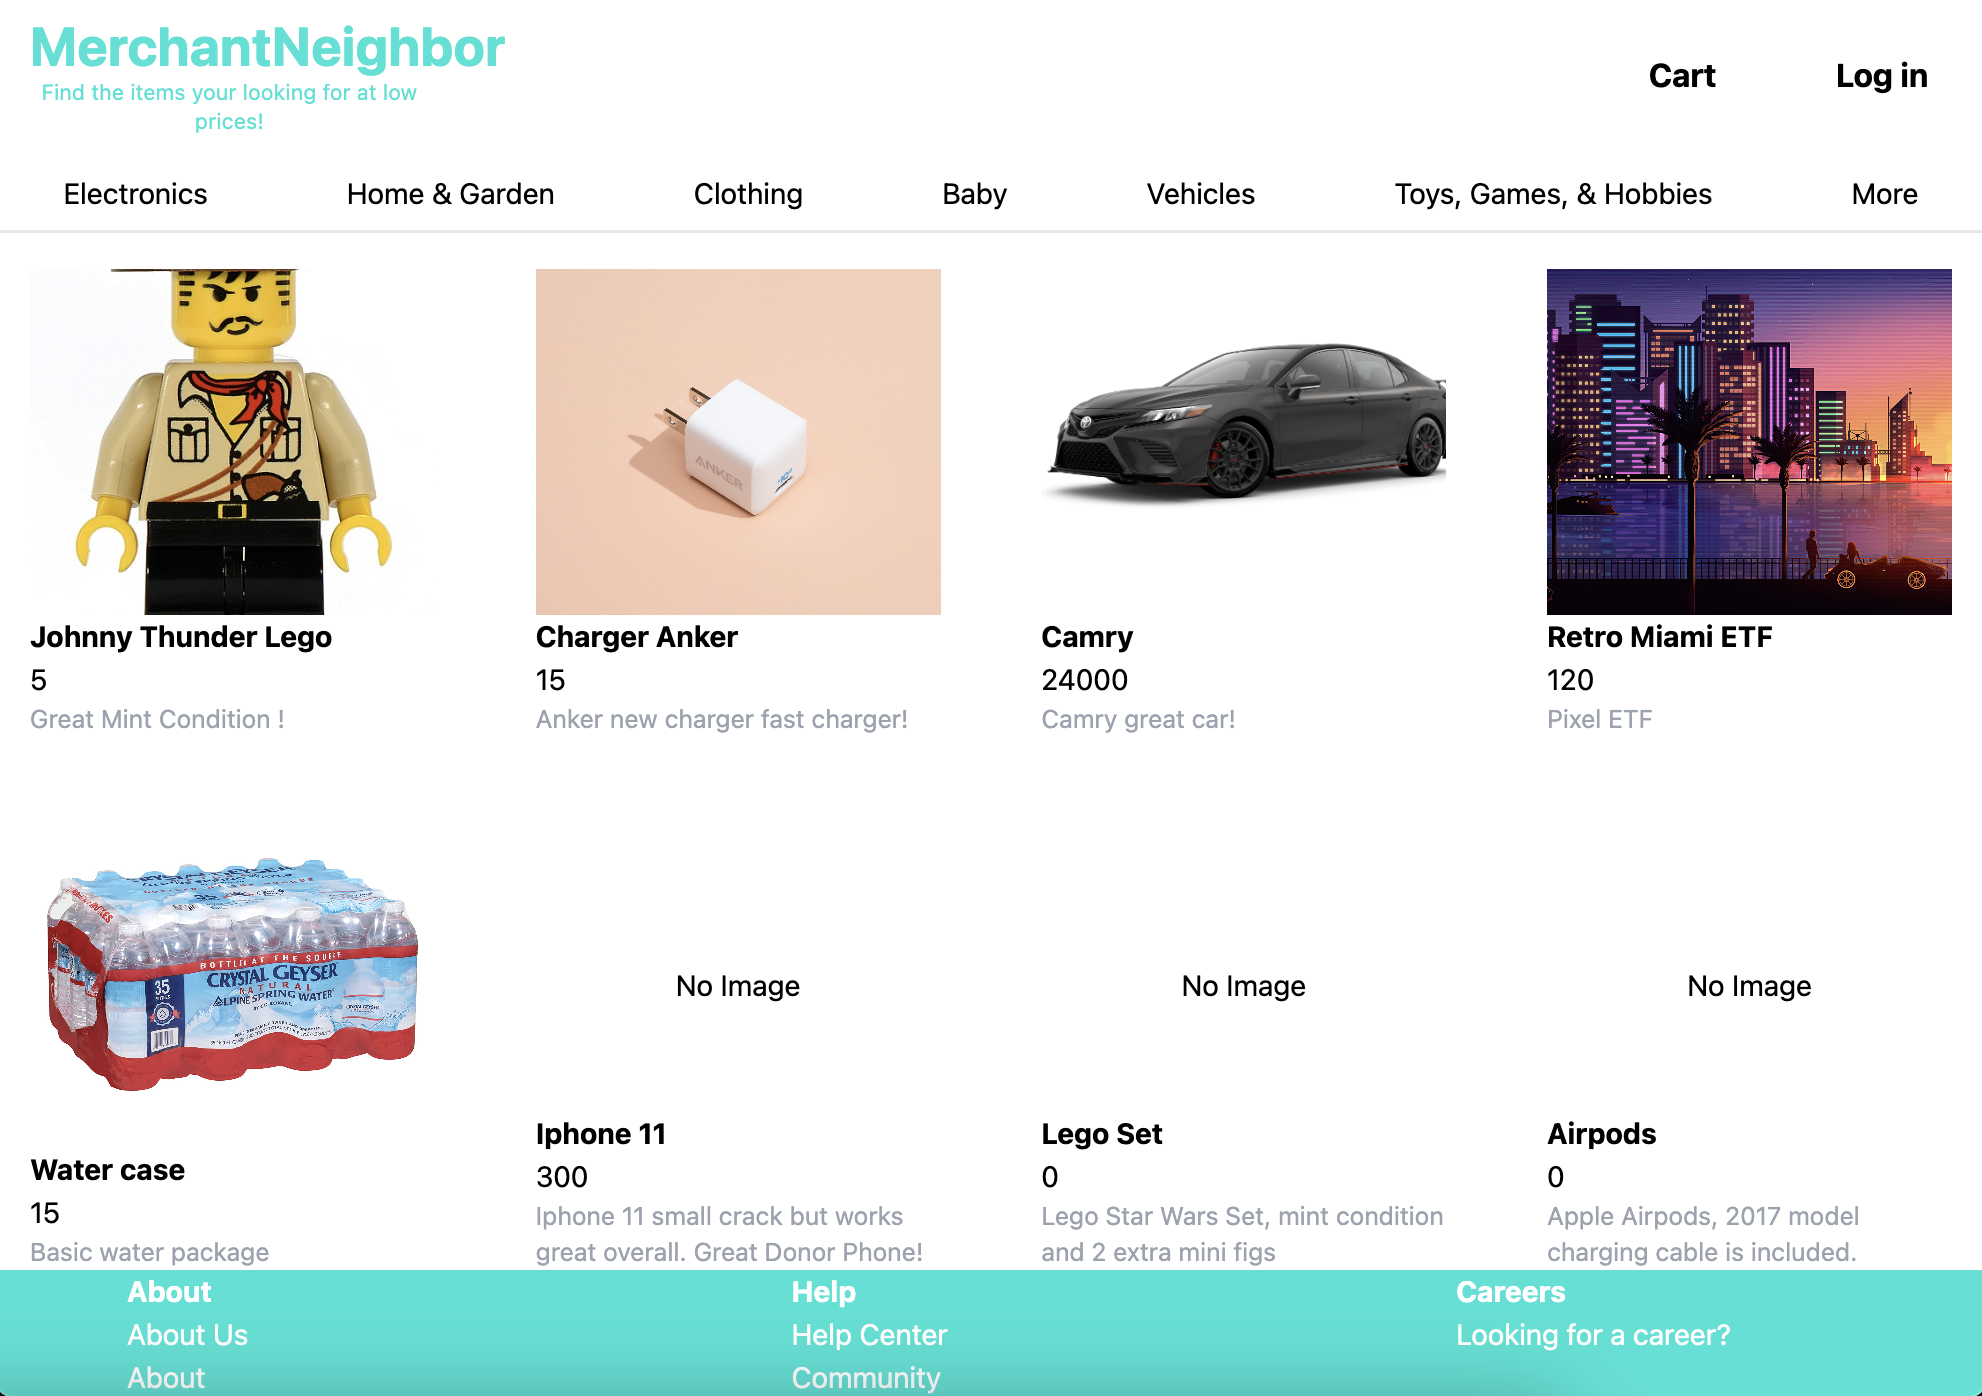 MerchantNeighbor
Find the items your looking for at low
prices!
Cart
Log in
Electronics
Home & Garden
Clothing
Baby
Vehicles
Toys, Games, & Hobbies
More
ANKER
Johnny Thunder Lego
5
Great Mint Condition !
Charger Anker
15
Anker new charger fast charger!
Camry
24000
Camry great car!
Retro Miami ETF
120
Pixel ETF
CRYSTAL GEYSER
BOTTLED AT THE SOURCE
35
CRYSTAL GEYSER
NATURAL
ALPINE SPRING WATER
No Image
No Image
No Image
Water case
15
Basic water package
Iphone 11
300
Iphone 11 small crack but works
great overall. Great Donor Phone!
Lego Set
0
Lego Star Wars Set, mint condition
and 2 extra mini figs
Airpods
0
Apple Airpods, 2017 model
charging cable is included.
About
About Us
About
Help
Help Center
Community
Careers
Looking for a career?